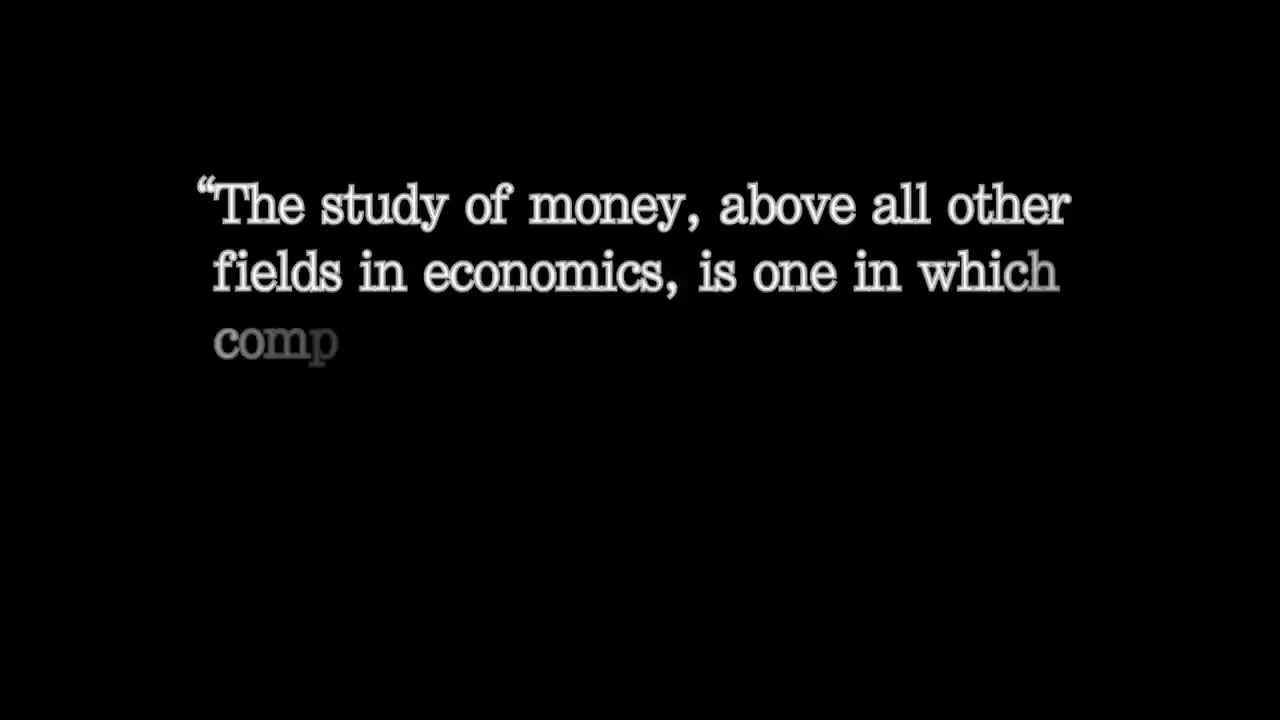 “The study of money, above all other
fields in economics, is one in which
comp